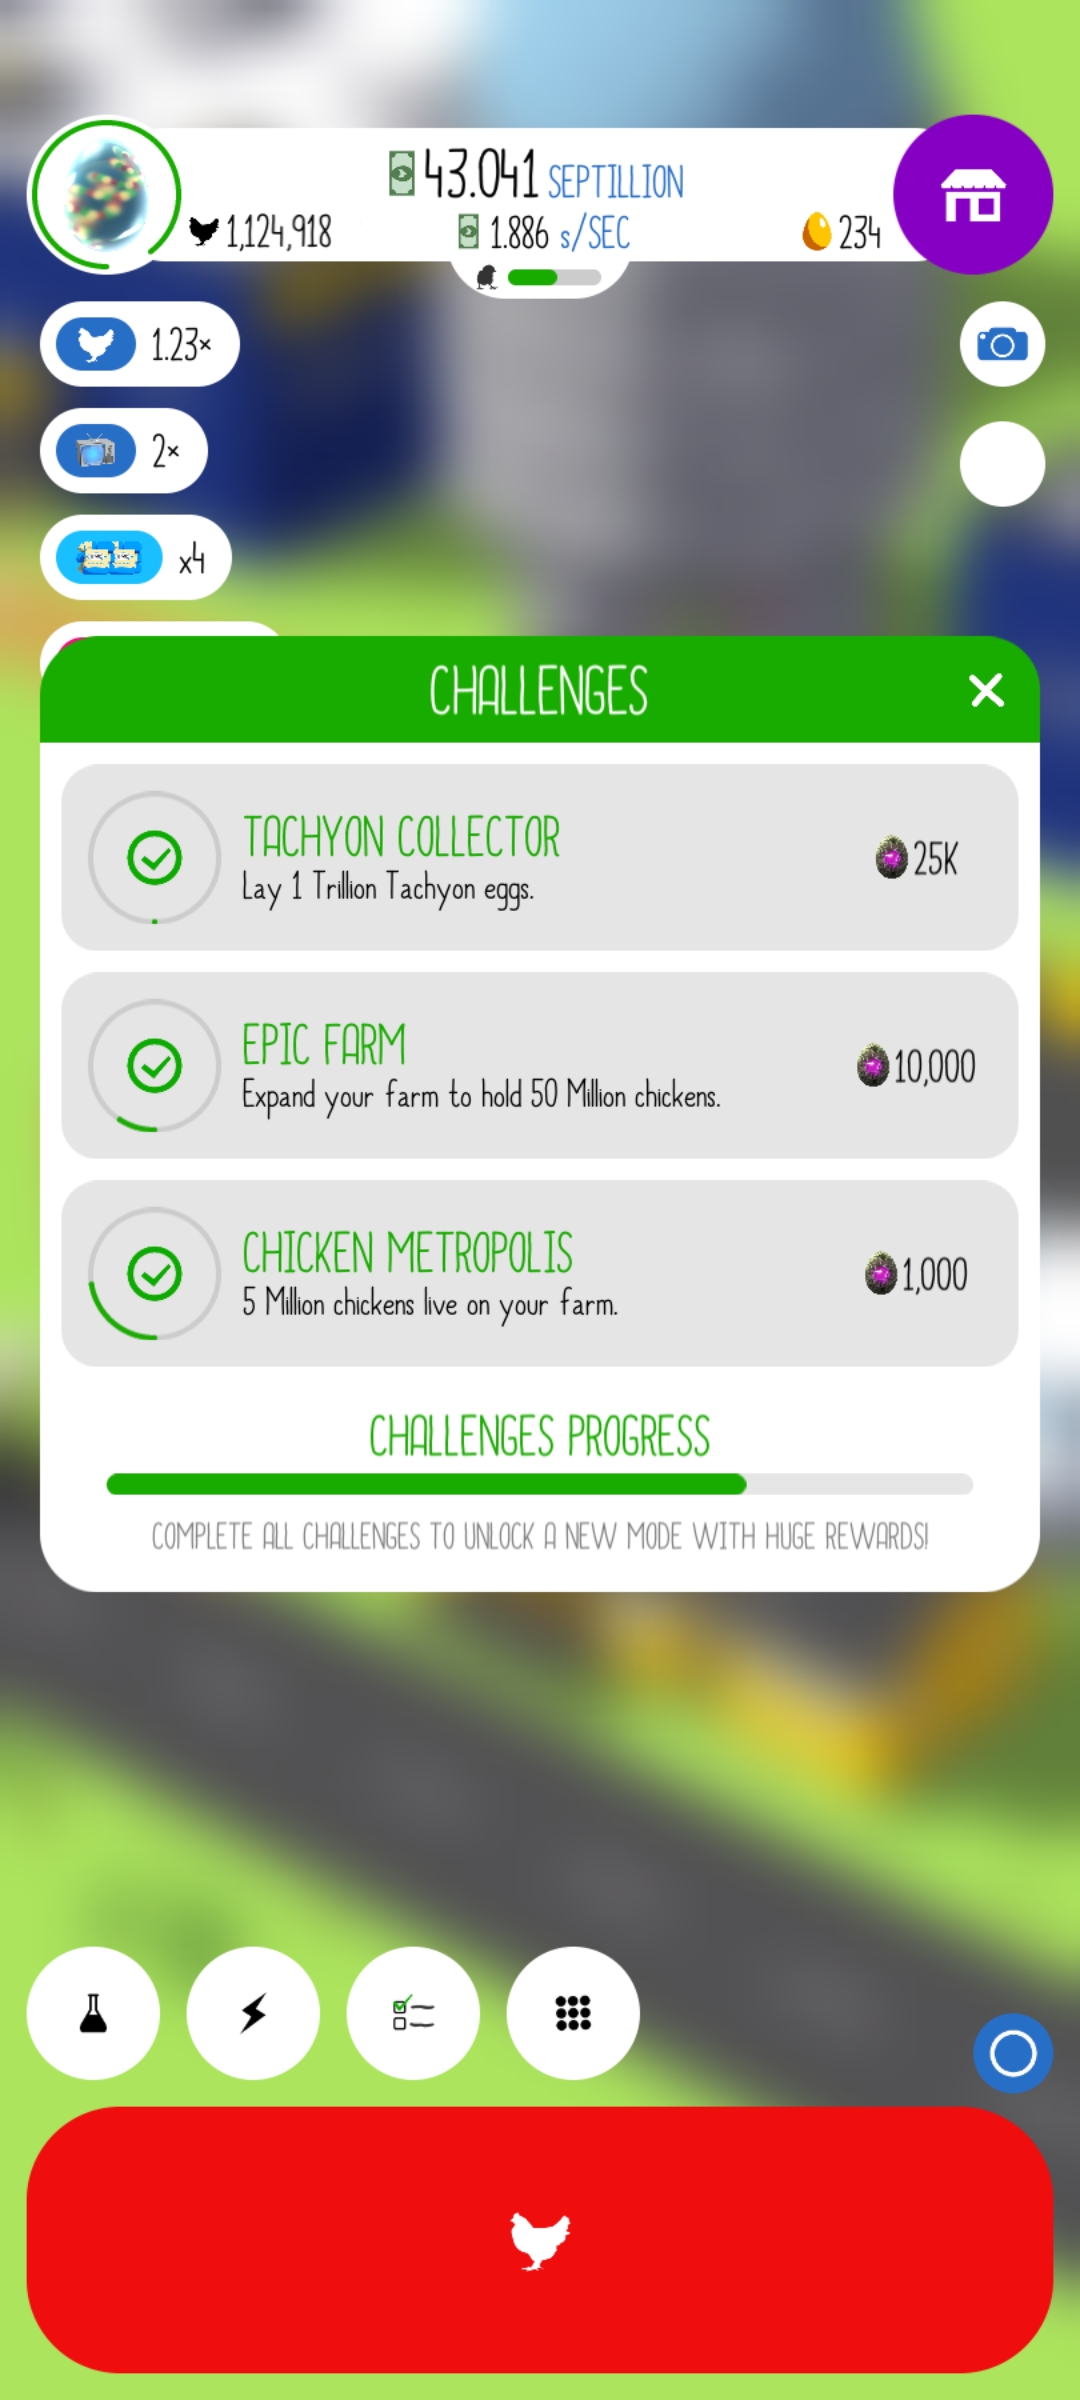 43.041 SEPTILLION
1,124,918
1.886 s/SEC
234
1.23×
2×
x4
CHALLENGES
TACHYON COLLECTOR
Lay 1 Trillion Tachyon eggs.
25K
EPIC FARM
Expand your farm to hold 50 Million chickens.
10,000
CHICKEN METROPOLIS
5 Million chickens live on your farm.
1,000
CHALLENGES PROGRESS
COMPLETE ALL CHALLENGES TO UNLOCK A NEW MODE WITH HUGE REWARDS!